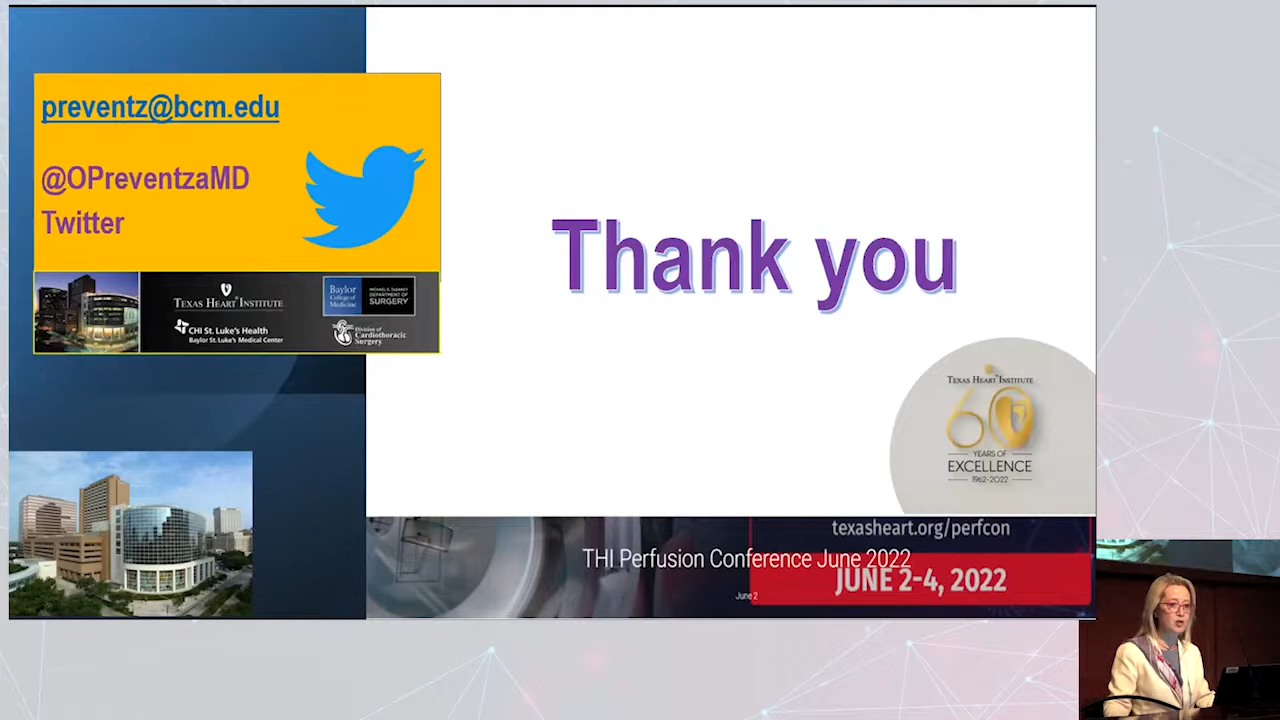 preventz@bcm.edu
@OPreventzaMD
Twitter
TEXAS HEART INSTITUTE
CHI St. Luke's Health
Baylor St. Luke's Medical Center
Baylor
College of
Medicine
MICHAEL E. DEBAKEY
DEPARTMENT OF
SURGERY
Division of
Cardiothoracic
Surgery
Thank you
TEXAS HEART INSTITUTE
60
YEARS OF
EXCELLENCE
1962-2022
texasheart.org/perfcon
THI Perfusion Conference June 2022
JUNE 2-4, 2022
June 2